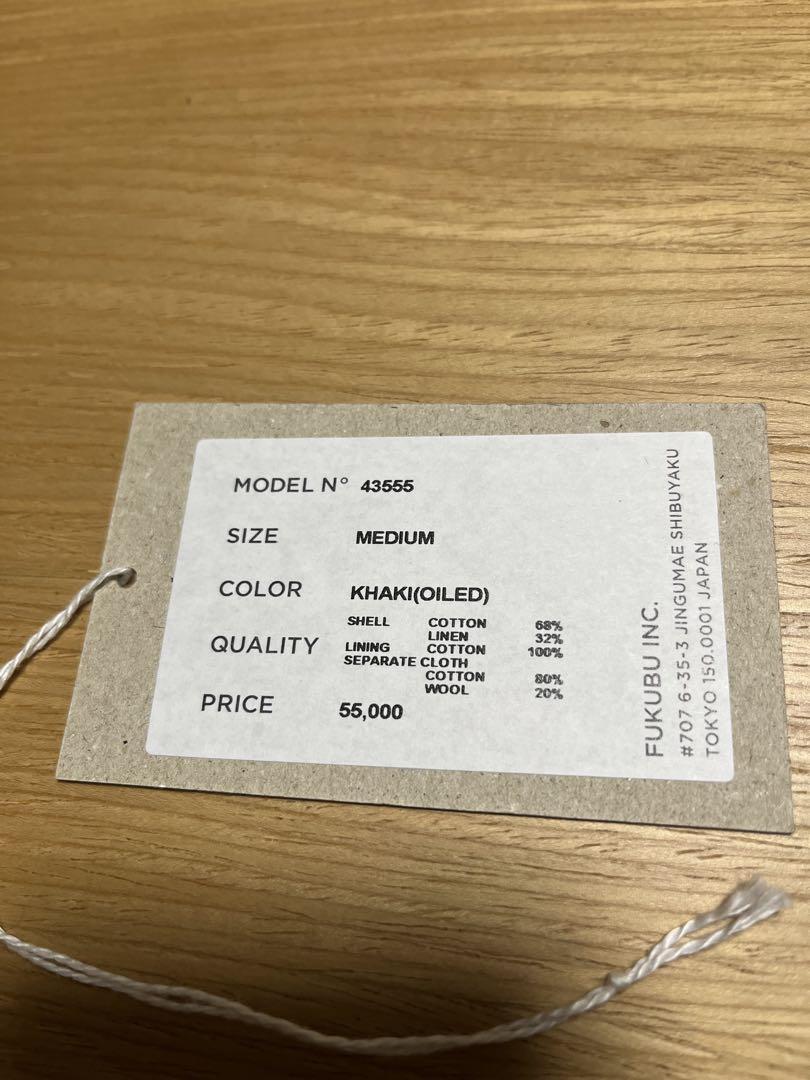 MODEL N° 43555
SIZE MEDIUM
COLOR KHAKI(OILED)
QUALITY
SHELL COTTON 68%
LINEN 32%
LINING COTTON 100%
SEPARATE CLOTH
COTTON 80%
WOOL 20%
PRICE 55,000
FUKUBU INC.
#707 6-35-3 JINGUMAE SHIBUYAKU
TOKYO 150.0001 JAPAN